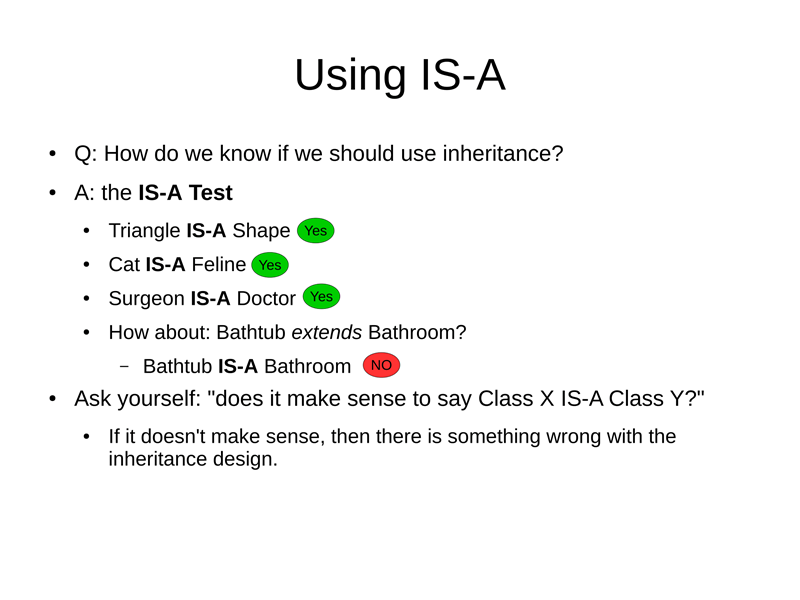 Using IS-A
• Q: How do we know if we should use inheritance?
• A: the IS-A Test
• Triangle IS-A Shape Yes
• Cat IS-A Feline Yes
• Surgeon IS-A Doctor Yes
• How about: Bathtub extends Bathroom?
– Bathtub IS-A Bathroom NO
• Ask yourself: "does it make sense to say Class X IS-A Class Y?"
• If it doesn't make sense, then there is something wrong with the
inheritance design.